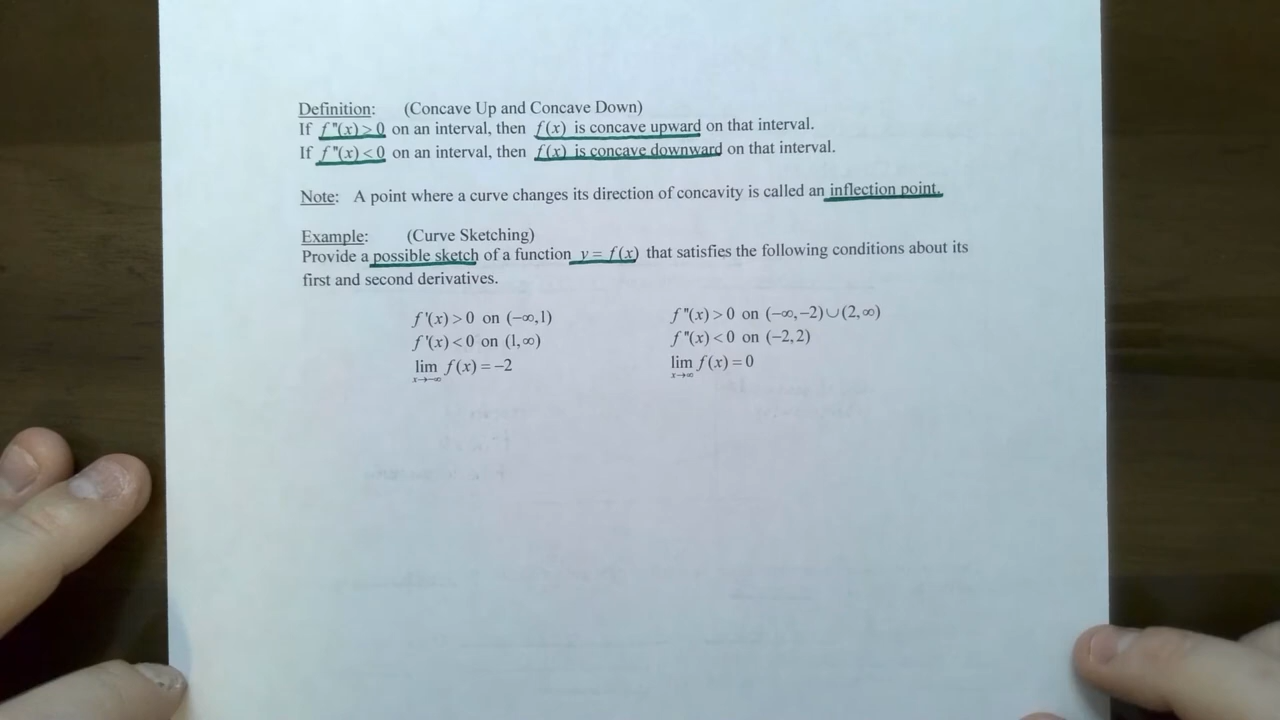 Definition: (Concave Up and Concave Down)
If f"(x) > 0 on an interval, then f(x) is concave upward on that interval.
If f"(x) < 0 on an interval, then f(x) is concave downward on that interval.
Note: A point where a curve changes its direction of concavity is called an inflection point.
Example: (Curve Sketching)
Provide a possible sketch of a function y = f(x) that satisfies the following conditions about its
first and second derivatives.
f'(x) > 0 on (−∞,1) f"(x) > 0 on (−∞,−2)∪(2,∞)
f'(x) < 0 on (1,∞) f"(x) < 0 on (−2,2)
lim f(x) = −2 lim f(x) = 0
x→−∞ x→∞